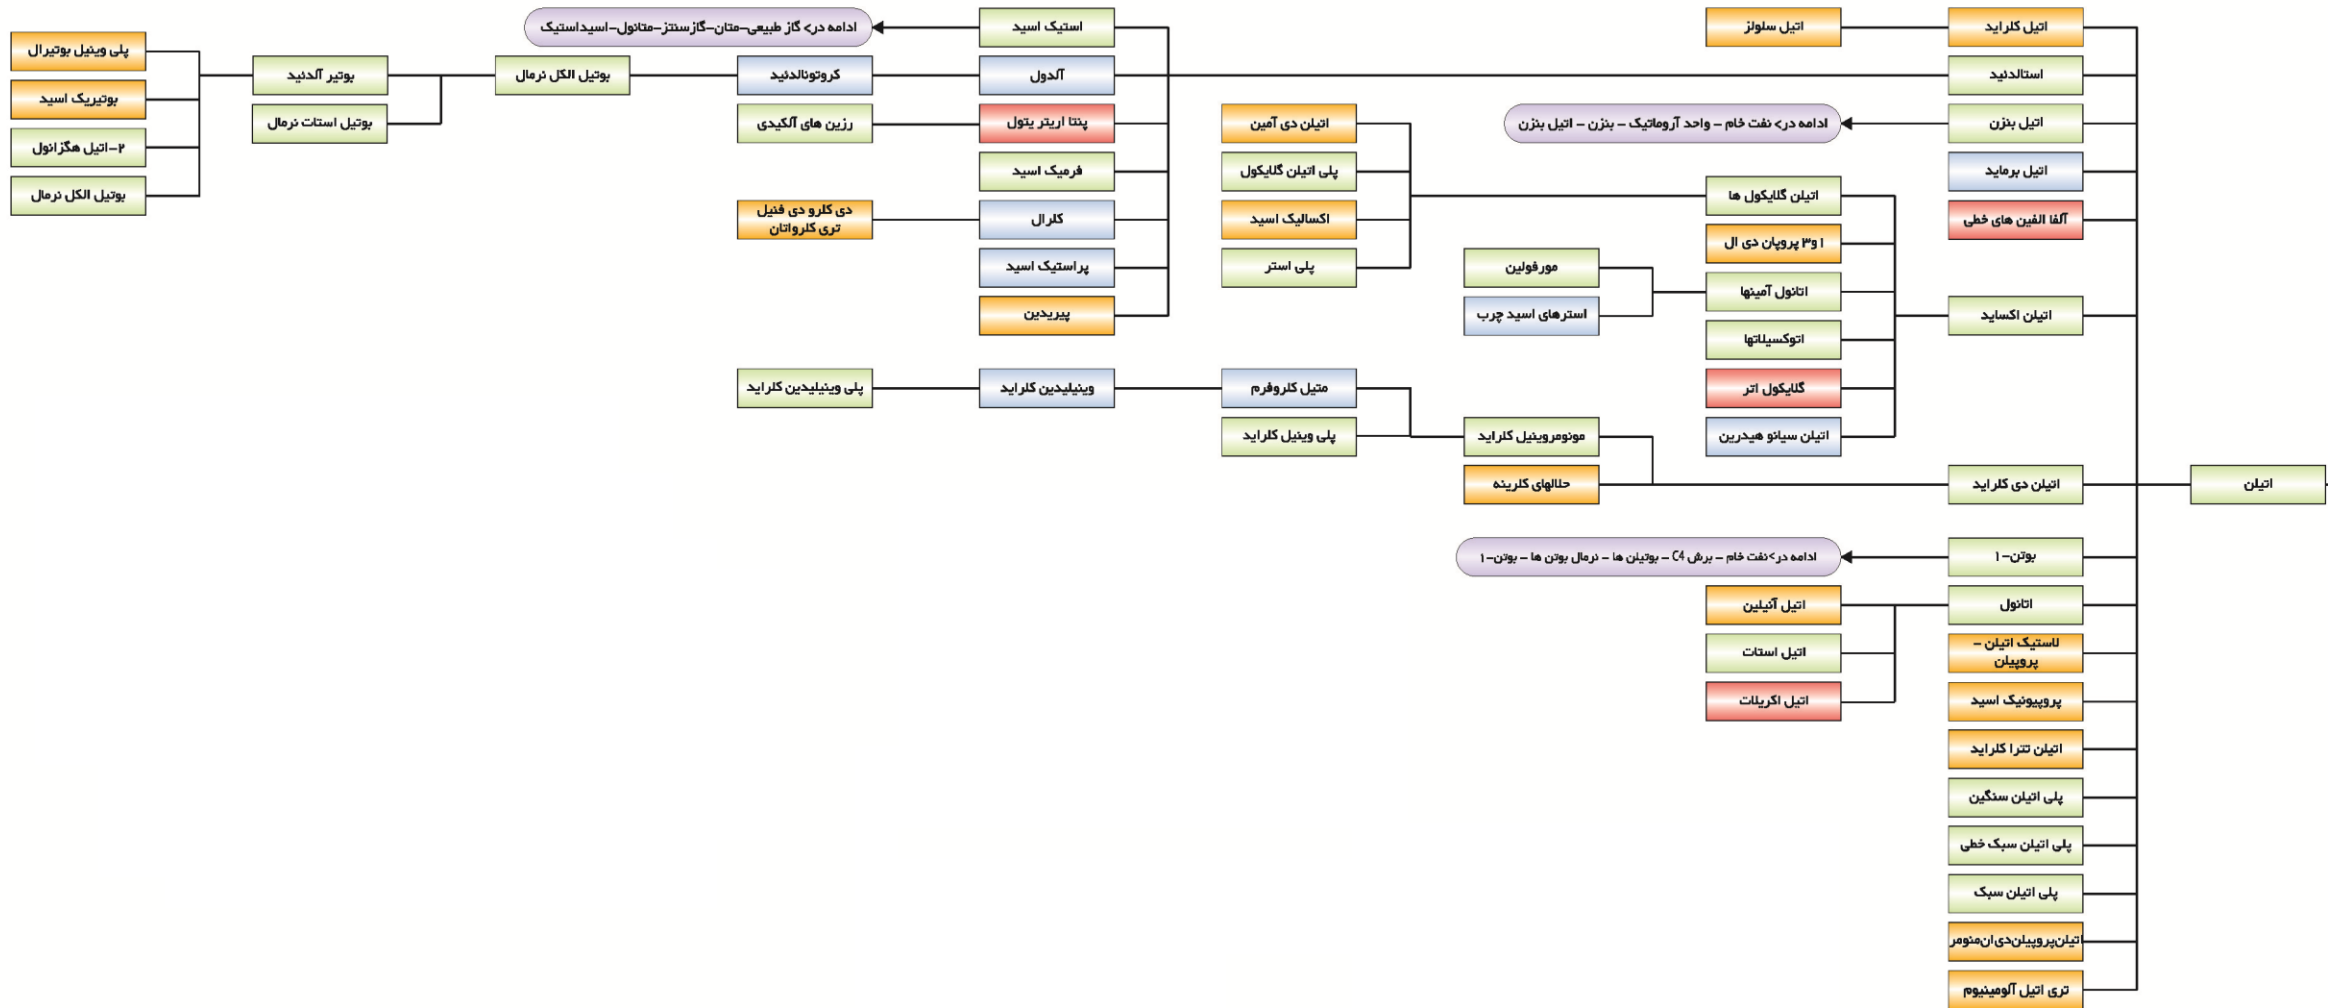 اتیلن
اتیل کلراید
اتیل سلولز
استالدئید
استیک اسید
ادامه در> گاز طبیعی-متان-گازسنتز-متانول-اسیداستیک
آلدول
کروتونالدئید
بوتیل الکل نرمال
بوتیر آلدئید
پلی وینیل بوتیرال
بوتیریک اسید
۲-اتیل هگزانول
بوتیل الکل نرمال
بوتیل استات نرمال
پنتا اریتر یتول
رزین های آلکیدی
فرمیک اسید
کلرال
دی کلرو دی فنیل
تری کلرواتان
پراستیک اسید
پیریدین
اتیل بنزن
ادامه در> نفت خام - واحد آروماتیک - بنزن - اتیل بنزن
اتیل برماید
آلفا الفین های خطی
اتیلن اکساید
اتیلن گلایکول ها
اتیلن دی آمین
پلی اتیلن گلایکول
اکسالیک اسید
پلی استر
۱و۳ پروپان دی ال
اتانول آمینها
مورفولین
استرهای اسید چرب
اتوکسیلاتها
گلایکول اتر
اتیلن سیانو هیدرین
اتیلن دی کلراید
مونومروینیل کلراید
متیل کلروفرم
وینیلیدین کلراید
پلی وینیلیدین کلراید
پلی وینیل کلراید
حلالهای کلرینه
بوتن-۱
ادامه در>نفت خام - برش C4 - بوتیلن ها - نرمال بوتن ها - بوتن-۱
اتانول
اتیل آنیلین
اتیل استات
اتیل اکریلات
لاستیک اتیلن -
پروپیلن
پروپیونیک اسید
اتیلن تترا کلراید
پلی اتیلن سنگین
پلی اتیلن سبک خطی
پلی اتیلن سبک
اتیلن‌پروپیلن‌دی‌ان‌منومر
تری اتیل آلومینیوم